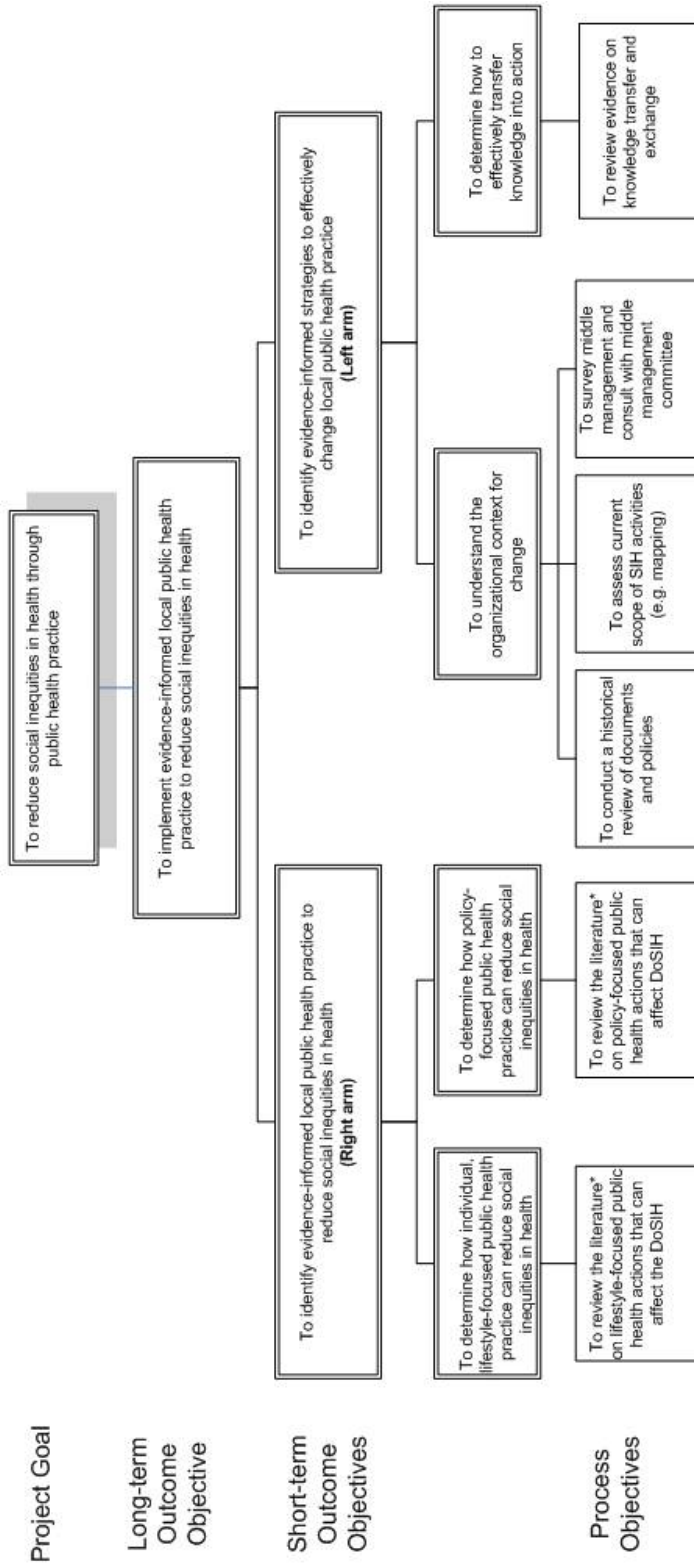 Project Goal
To reduce social inequities in health through
public health practice
Long-term
Outcome
Objective
To implement evidence-informed local public health
practice to reduce social inequities in health
Short-term
Outcome
Objectives
To identify evidence-informed local public health practice to
reduce social inequities in health
(Right arm)
To identify evidence-informed strategies to effectively
change local public health practice
(Left arm)
To determine how individual,
lifestyle-focused public health
practice can reduce social
inequities in health
To determine how policy-
focused public health
practice can reduce social
inequities in health
To understand the
organizational context for
change
To determine how to
effectively transfer
knowledge into action
Process
Objectives
To review the literature*
on lifestyle-focused public
health actions that can
affect the DoSIH
To review the literature*
on policy-focused public
health actions that can
affect DoSIH
To conduct a historical
review of documents
and policies
To assess current
scope of SIH activities
(e.g. mapping)
To survey middle
management and
consult with middle
management
committee
To review evidence on
knowledge transfer and
exchange